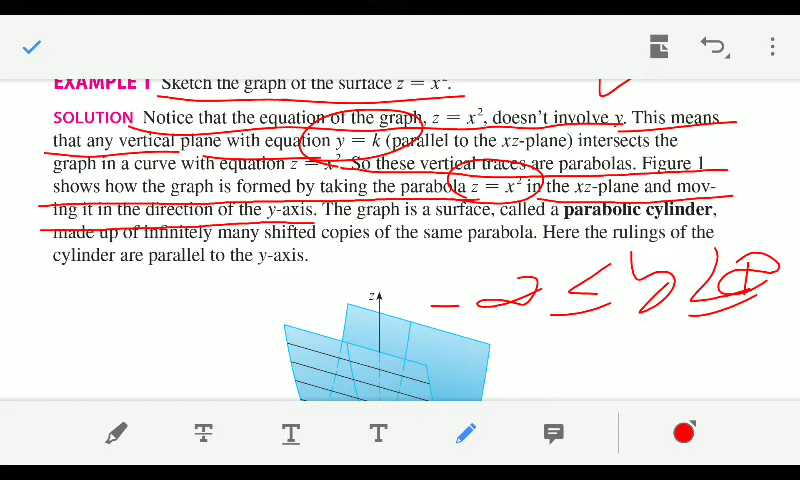 EXAMPLE 1 Sketch the graph of the surface z = x².
SOLUTION Notice that the equation of the graph, z = x², doesn't involve y. This means
that any vertical plane with equation y = k (parallel to the xz-plane) intersects the
graph in a curve with equation z = x². So these vertical traces are parabolas. Figure 1
shows how the graph is formed by taking the parabola z = x² in the xz-plane and mov-
ing it in the direction of the y-axis. The graph is a surface, called a parabolic cylinder,
made up of infinitely many shifted copies of the same parabola. Here the rulings of the
cylinder are parallel to the y-axis.
z
T T T